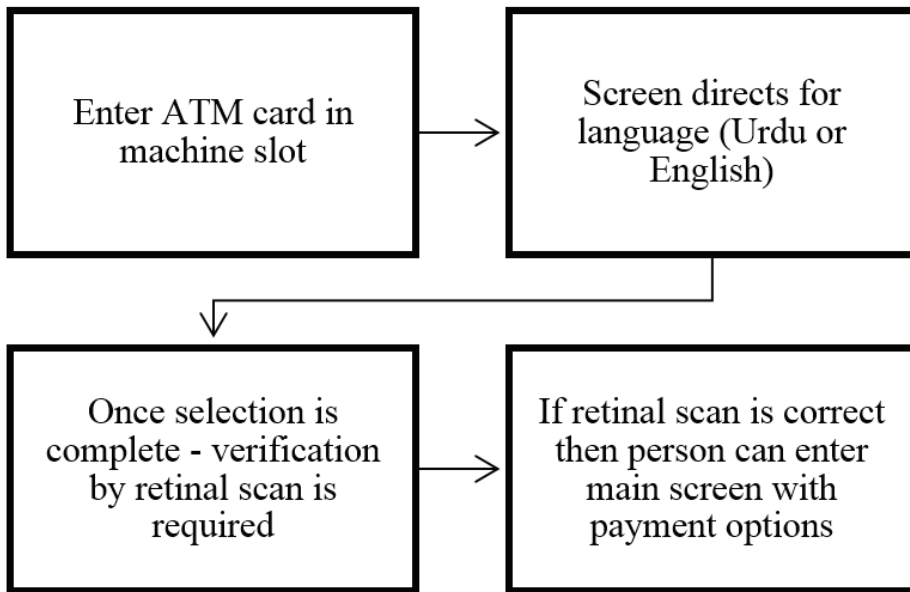 Enter ATM card in
machine slot
Screen directs for
language (Urdu or
English)
Once selection is
complete - verification
by retinal scan is
required
If retinal scan is correct
then person can enter
main screen with
payment options